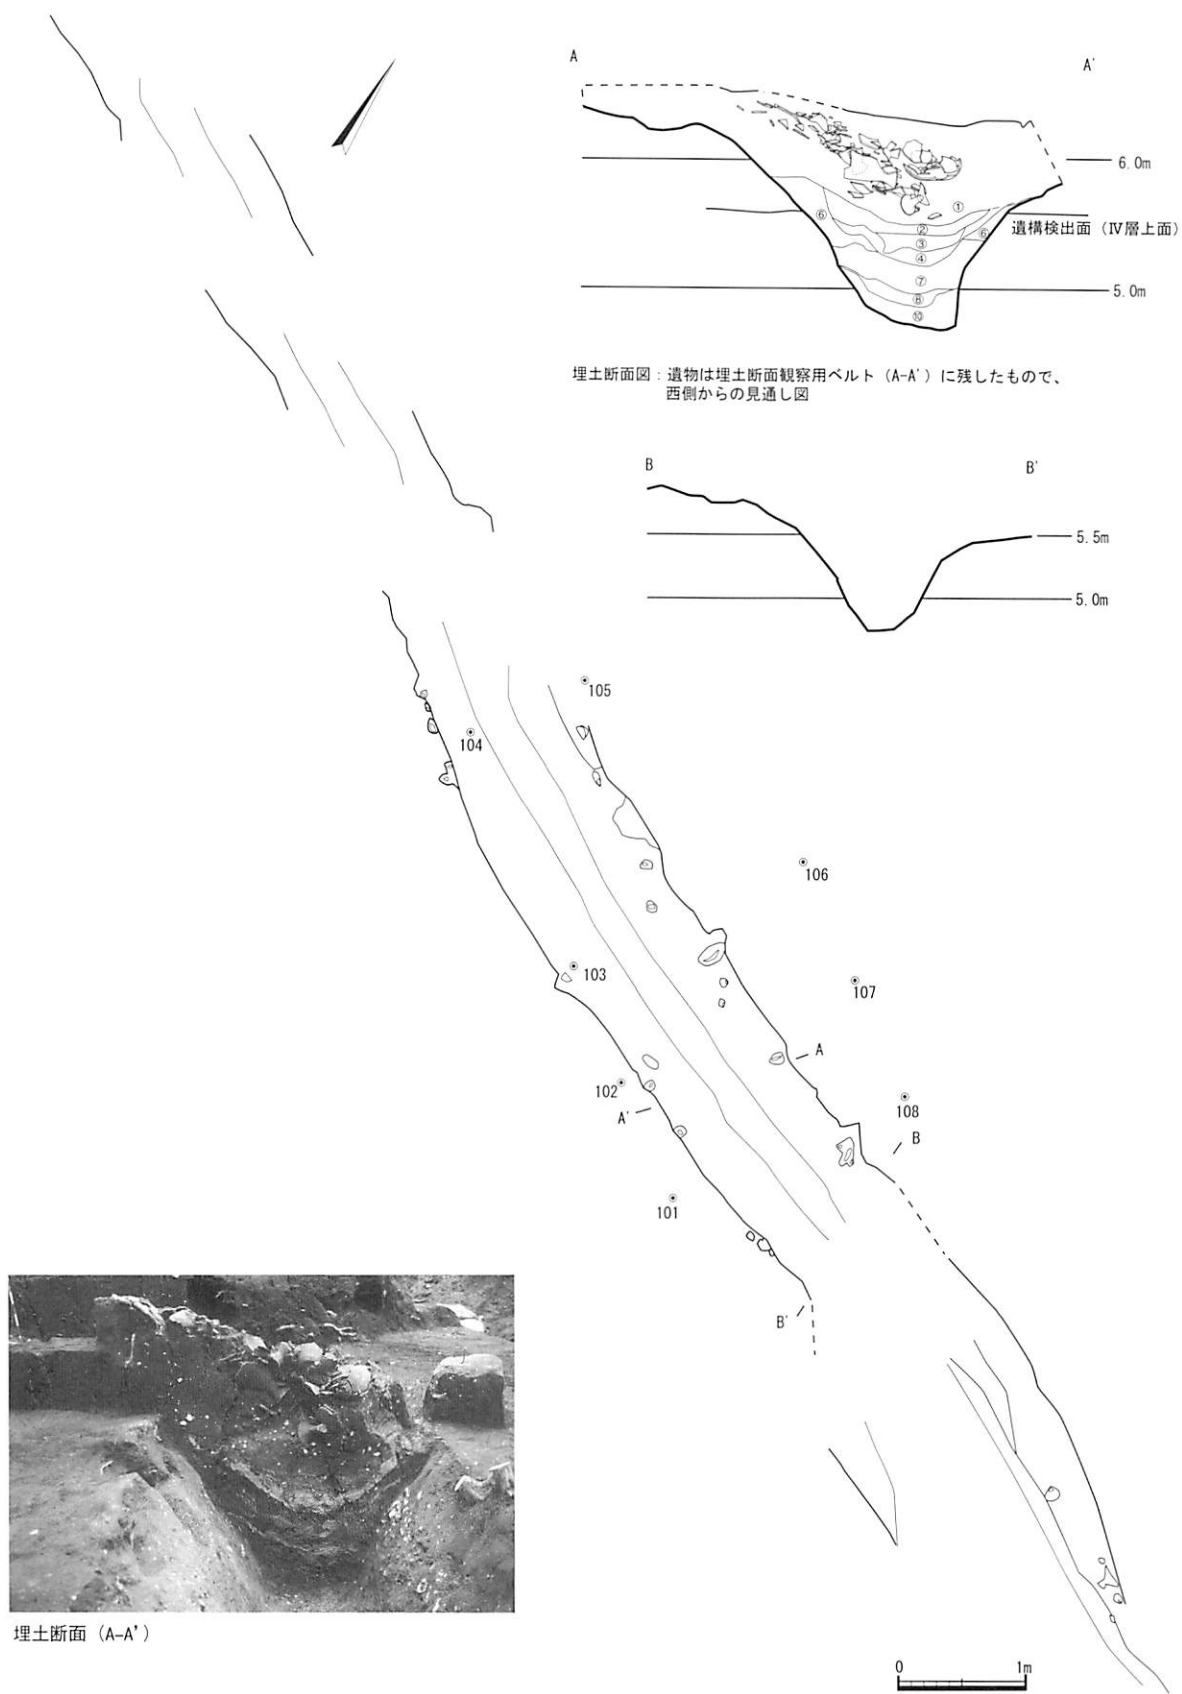 A
A'
6.0m
①
⑥
②
⑥
③
遺構検出面（Ⅳ層上面）
④
⑦
5.0m
⑧
⑩
埋土断面図：遺物は埋土断面観察用ベルト（A-A'）に残したもので、
西側からの見通し図
B
B'
5.5m
5.0m
105
104
106
103
107
A
102
108
A'
B
101
B'
埋土断面（A-A'）
0
1m